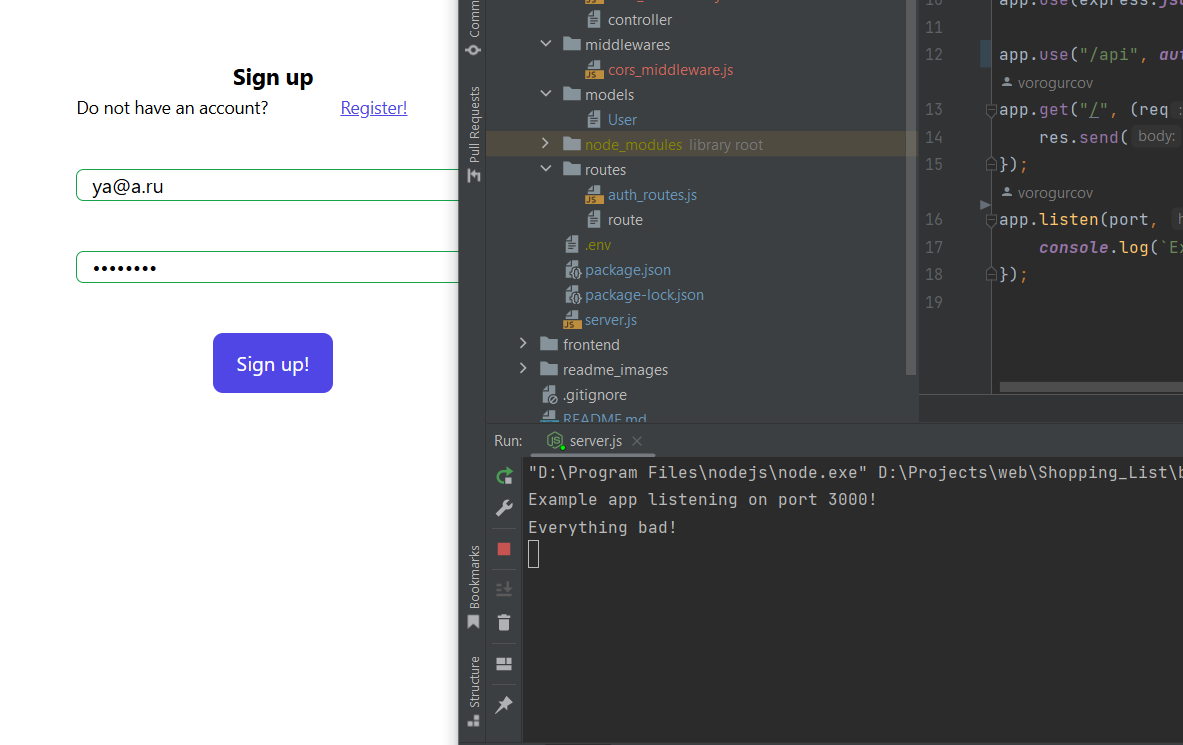 Sign up
Do not have an account? Register!
ya@a.ru
••••••••
Sign up!
Pull Requests
Bookmarks
Structure
controller
middlewares
cors_middleware.js
models
User
node_modules library root
routes
auth_routes.js
route
.env
package.json
package-lock.json
server.js
frontend
readme_images
.gitignore
README.md
11
12 app.use("/api",
vorogurcov
13 app.get("/", (req
14 res.send( body:
15 });
vorogurcov
16 app.listen(port,
17 console.log(`Ex
18 });
19
Run: server.js
"D:\Program Files\nodejs\node.exe" D:\Projects\web\Shopping_List\b
Example app listening on port 3000!
Everything bad!